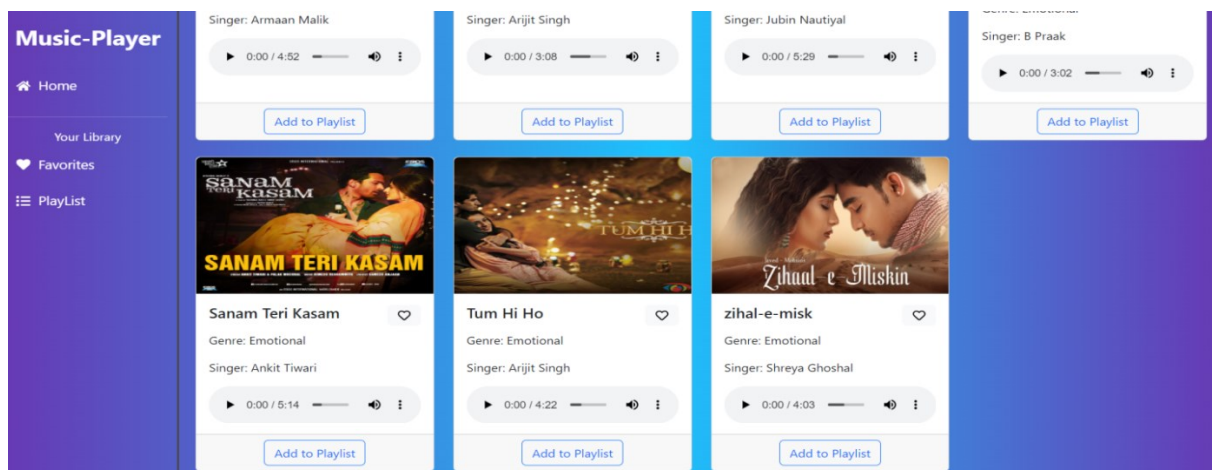 Music-Player
Home
Your Library
Favorites
PlayList
Singer: Armaan Malik
0:00 / 4:52
Add to Playlist
Singer: Arijit Singh
0:00 / 3:08
Add to Playlist
Singer: Jubin Nautiyal
0:00 / 5:29
Add to Playlist
Genre: Emotional
Singer: B Praak
0:00 / 3:02
Add to Playlist
SANAM
TERI KASAM
SANAM TERI KASAM
Sanam Teri Kasam
Genre: Emotional
Singer: Ankit Tiwari
0:00 / 5:14
Add to Playlist
TUM HI H
Tum Hi Ho
Genre: Emotional
Singer: Arijit Singh
0:00 / 4:22
Add to Playlist
Zihaal e Miskin
zihal-e-misk
Genre: Emotional
Singer: Shreya Ghoshal
0:00 / 4:03
Add to Playlist